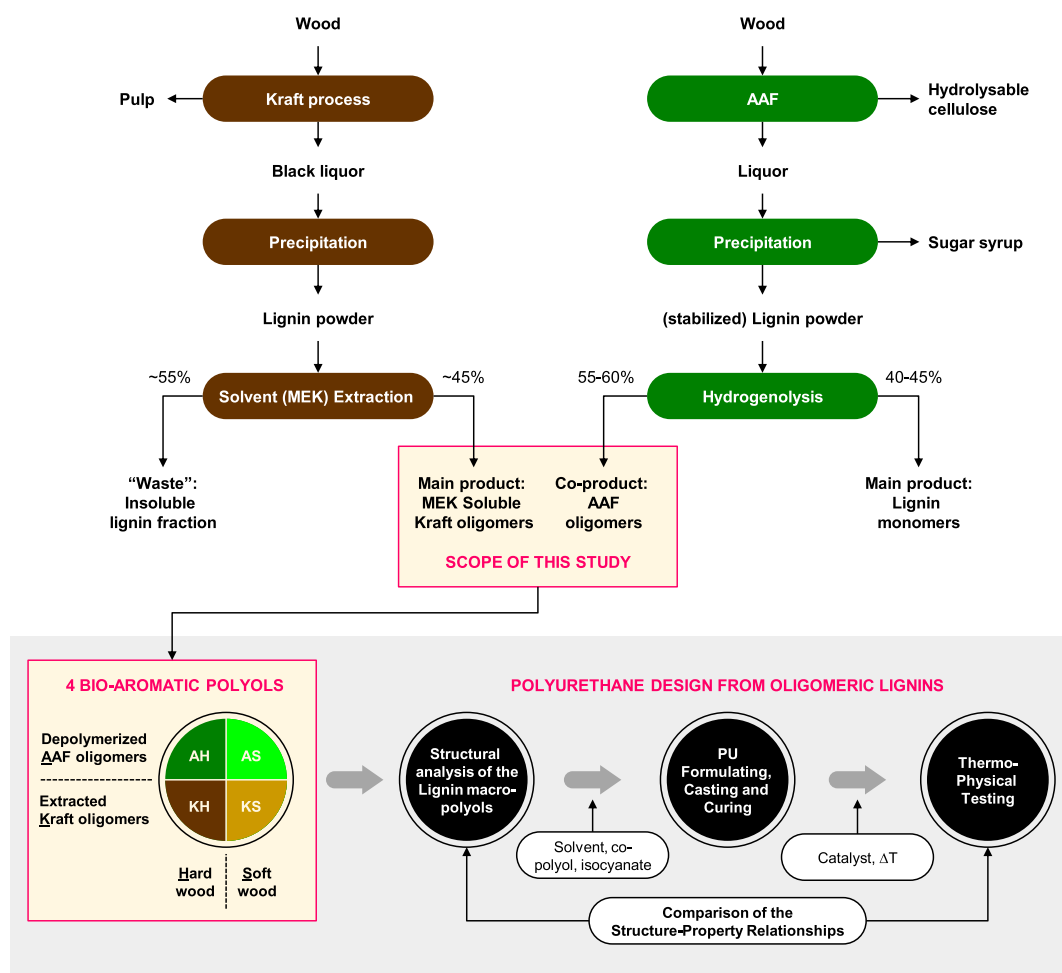 Wood
Wood
Pulp
Kraft process
AAF
Hydrolysable
cellulose
Black liquor
Liquor
Precipitation
Precipitation
Sugar syrup
Lignin powder
(stabilized) Lignin powder
~55%
~45%
55-60%
40-45%
Solvent (MEK) Extraction
Hydrogenolysis
“Waste”:
Insoluble
lignin fraction
Main product:
MEK Soluble
Kraft oligomers
Co-product:
AAF
oligomers
Main product:
Lignin
monomers
SCOPE OF THIS STUDY
4 BIO-AROMATIC POLYOLS
POLYURETHANE DESIGN FROM OLIGOMERIC LIGNINS
Depolymerized
AAF oligomers
AH
AS
Extracted
Kraft oligomers
KH
KS
Hard
wood
Soft
wood
Structural
analysis of the
Lignin macro-
polyols
PU
Formulating,
Casting and
Curing
Thermo-
Physical
Testing
Solvent, co-
polyol, isocyanate
Catalyst, ΔT
Comparison of the
Structure-Property Relationships